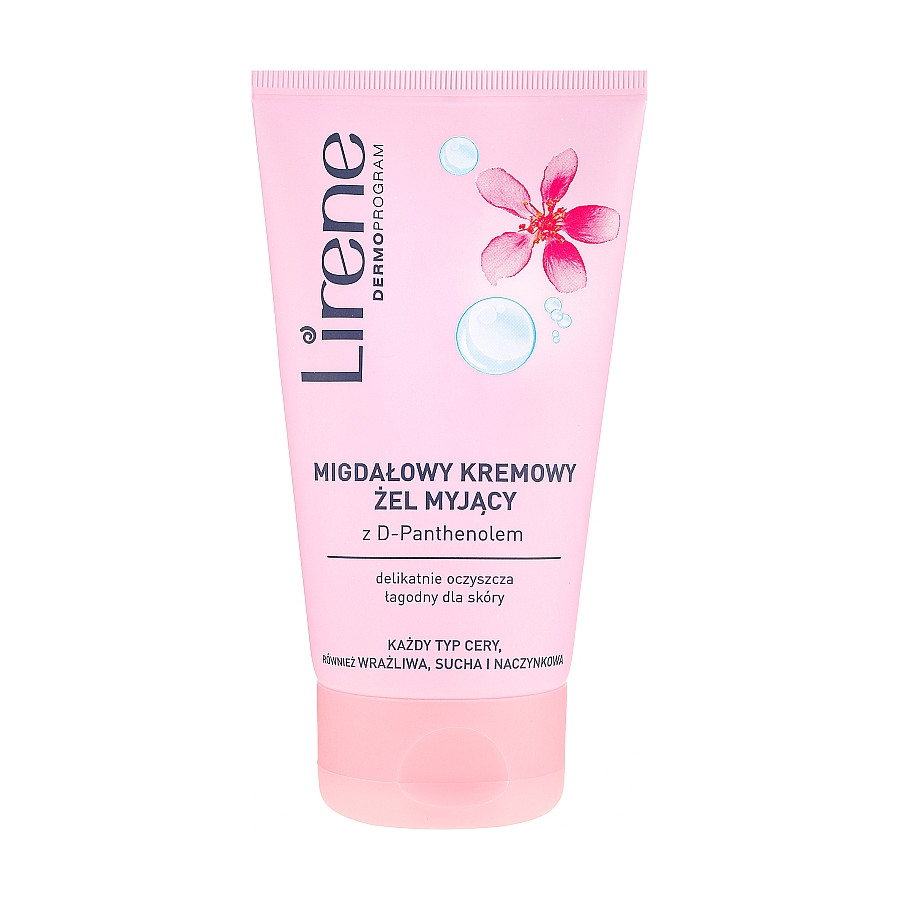 Lirene
DERMOPROGRAM
MIGDAŁOWY KREMOWY
ŻEL MYJĄCY
z D-Panthenolem
delikatnie oczyszcza
łagodny dla skóry
KAŻDY TYP CERY,
RÓWNIEŻ WRAŻLIWA, SUCHA I NACZYNKOWA